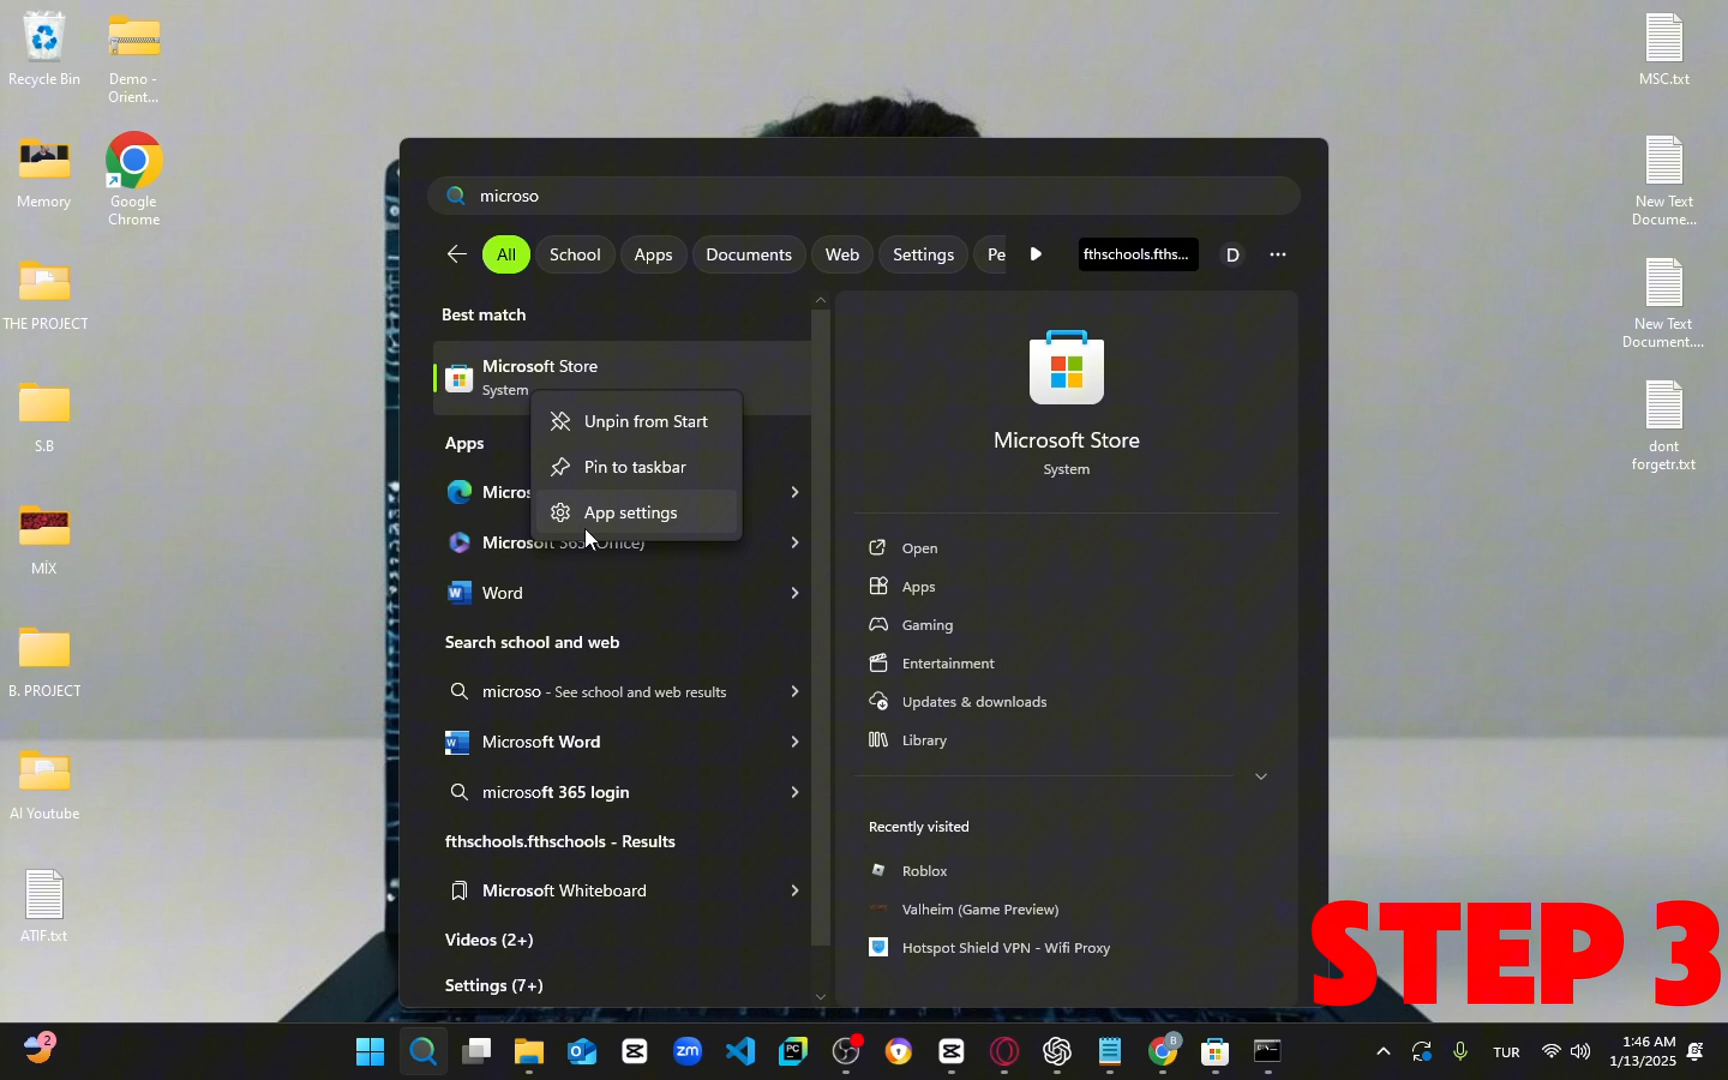 Recycle Bin
Demo -
Orient...
Memory
Google
Chrome
THE PROJECT
S.B
MİX
B. PROJECT
AI Youtube
ATIF.txt
MSC.txt
New Text
Docume...
New Text
Document....
dont
forgetr.txt
microso
All
School
Apps
Documents
Web
Settings
Pe
fthschools.fths...
D
Best match
Microsoft Store
System
Unpin from Start
Pin to taskbar
App settings
Apps
Micros
Microsoft 365 (Office)
Word
Search school and web
microso - See school and web results
Microsoft Word
microsoft 365 login
fthschools.fthschools - Results
Microsoft Whiteboard
Videos (2+)
Settings (7+)
Microsoft Store
System
Open
Apps
Gaming
Entertainment
Updates & downloads
Library
Recently visited
Roblox
Valheim (Game Preview)
Hotspot Shield VPN - Wifi Proxy
STEP 3
2
zm
PC
B
TUR
1:46 AM
1/13/2025